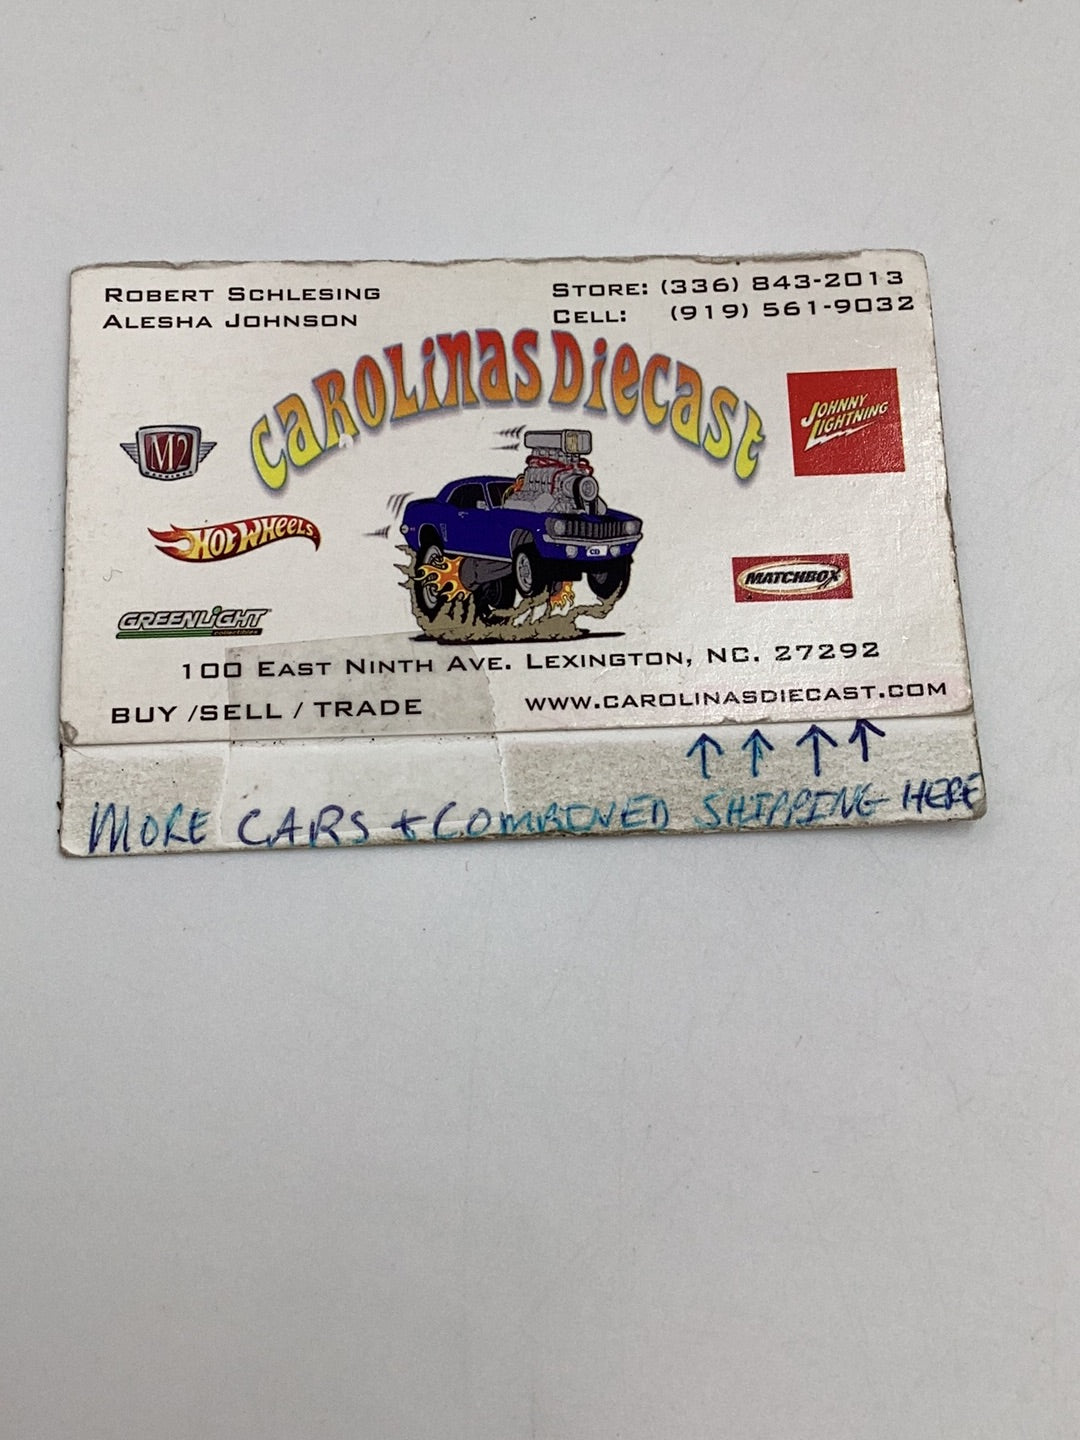 ROBERT SCHLESING
ALESHA JOHNSON
STORE: (336) 843-2013
CELL: (919) 561-9032
CAROLINAS DIECAST
M2
JOHNNY
LIGHTNING
HOT WHEELS
CD
MATCHBOX
GREENLIGHT
collectibles
100 EAST NINTH AVE. LEXINGTON, NC. 27292
BUY /SELL / TRADE
WWW.CAROLINASDIECAST.COM
MORE CARS + COMBINED SHIPPING HERE